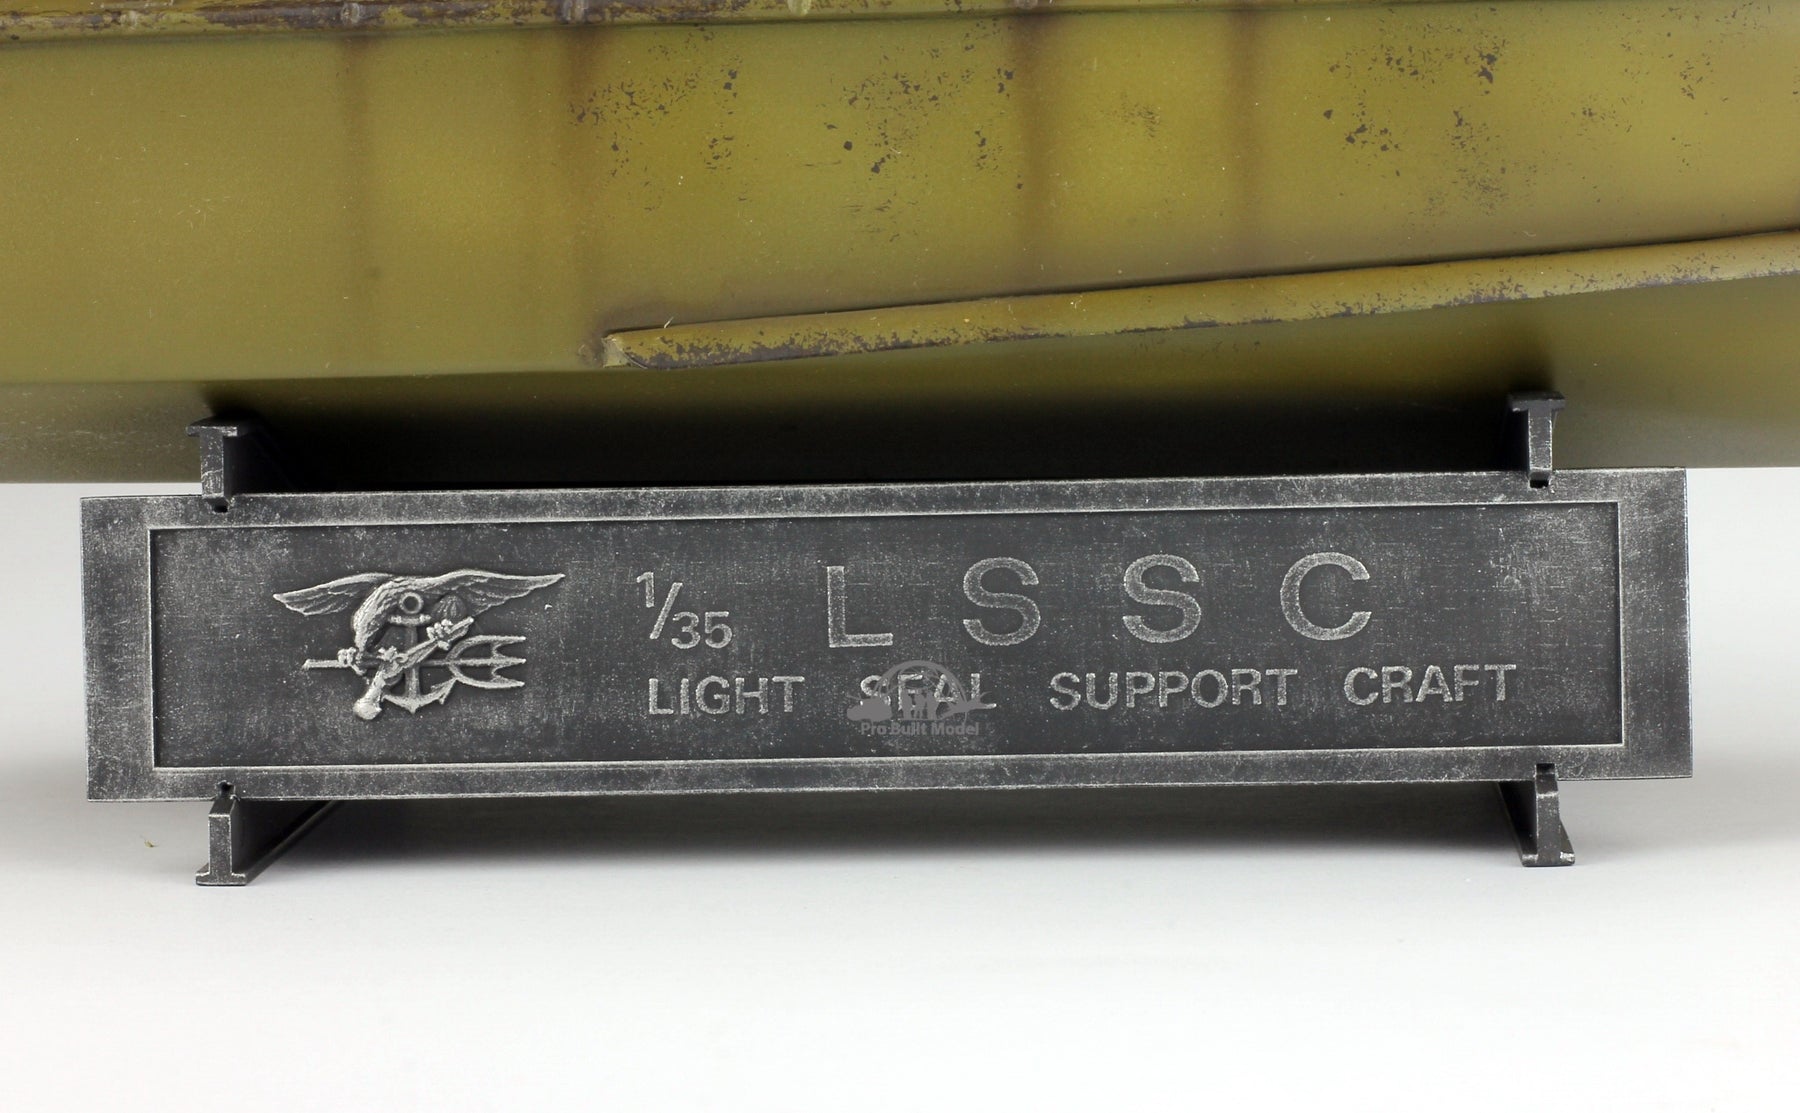 1/35 LSSC
LIGHT SEAL SUPPORT CRAFT
Pro Built Model